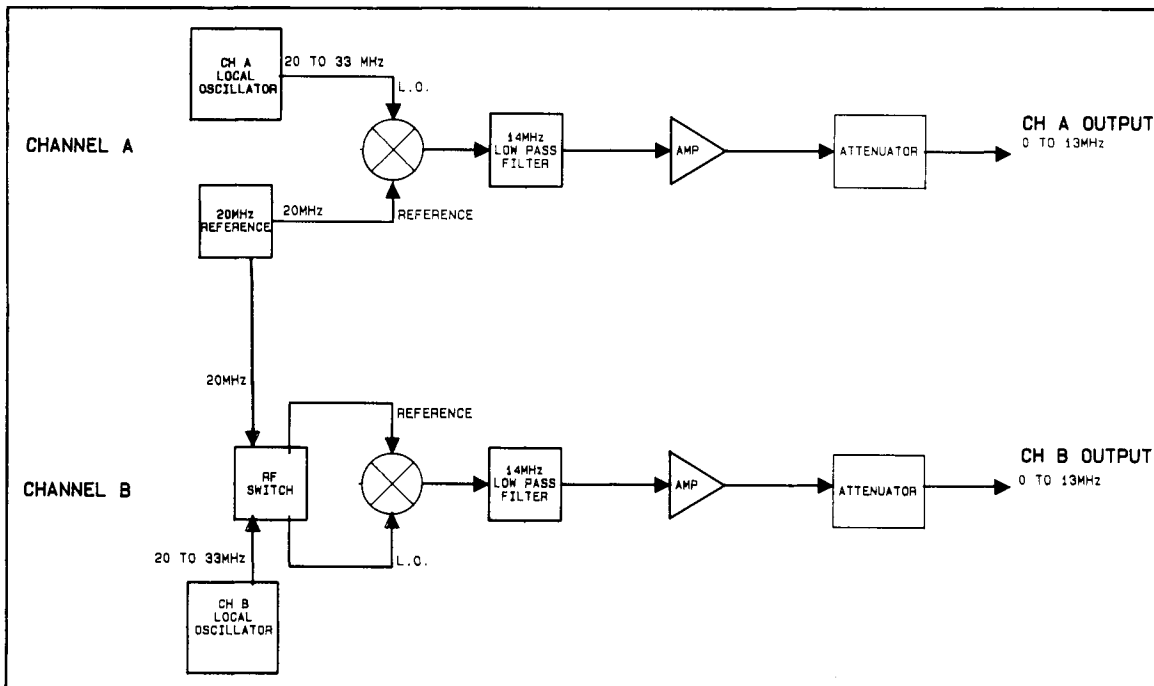 CH A
LOCAL
OSCILLATOR
20 TO 33 MHz
L.O.
CHANNEL A
14MHz
LOW PASS
FILTER
AMP
ATTENUATOR
CH A OUTPUT
0 TO 13MHz
20MHz
REFERENCE
20MHz
REFERENCE
20MHz
REFERENCE
CHANNEL B
RF
SWITCH
14MHz
LOW PASS
FILTER
AMP
ATTENUATOR
CH B OUTPUT
0 TO 13MHz
20 TO 33MHz
L.O.
CH B
LOCAL
OSCILLATOR